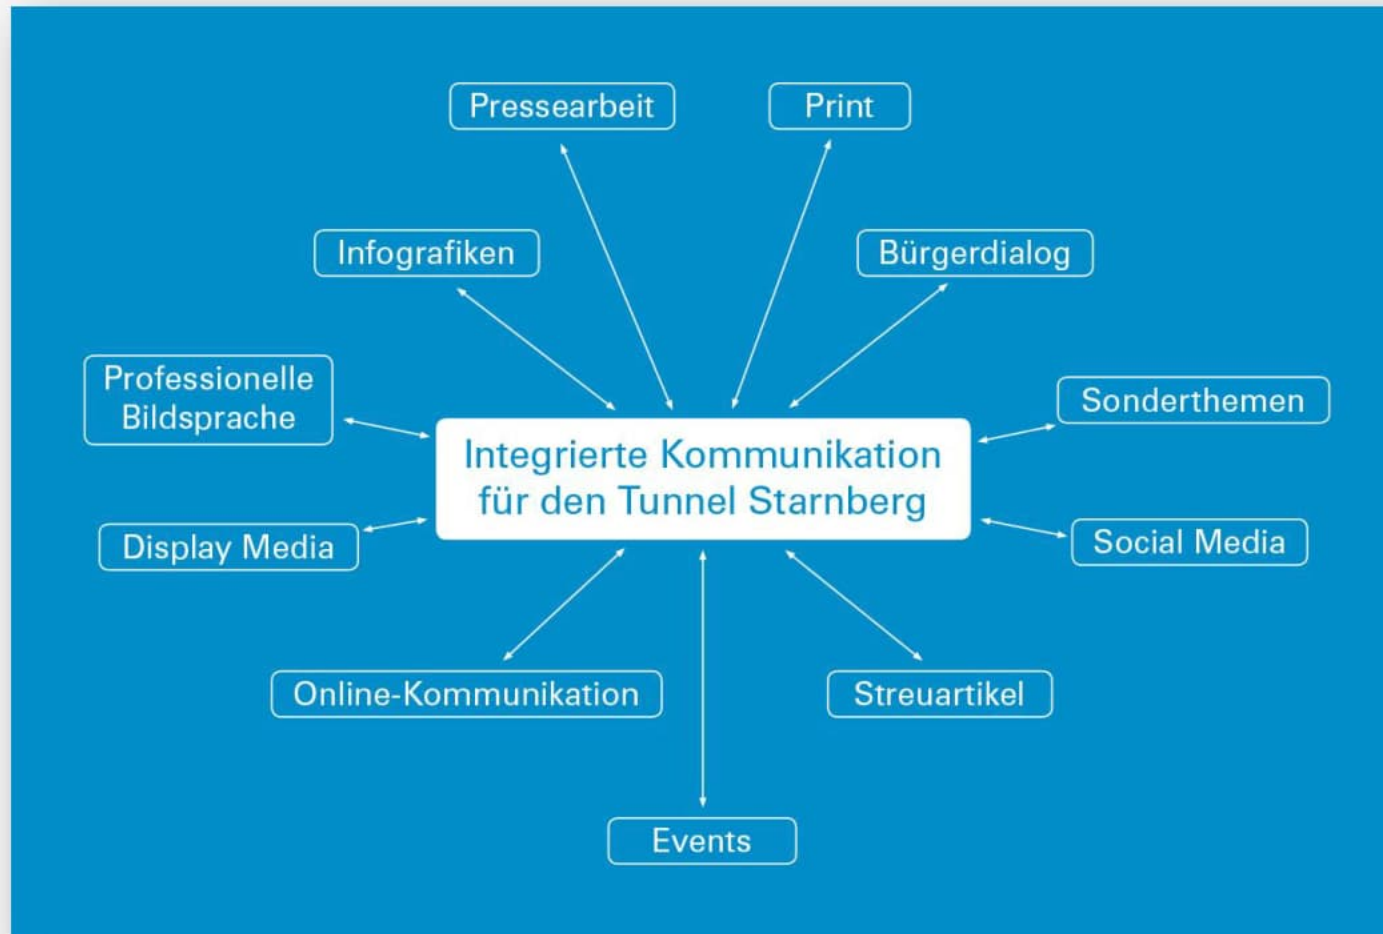 Pressearbeit
Print
Infografiken
Bürgerdialog
Professionelle
Bildsprache
Sonderthemen
Integrierte Kommunikation
für den Tunnel Starnberg
Display Media
Social Media
Online-Kommunikation
Streuartikel
Events